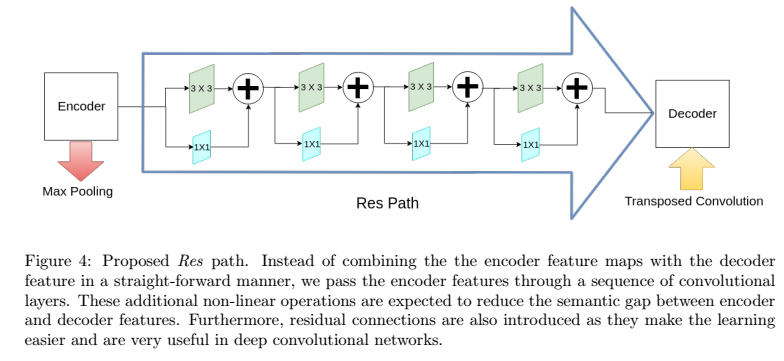 3 X 3
3 X 3
3 X 3
3 X 3
Encoder
Decoder
1X1
1X1
1X1
1X1
Max Pooling
Transposed Convolution
Res Path
Figure 4: Proposed Res path. Instead of combining the the encoder feature maps with the decoder
feature in a straight-forward manner, we pass the encoder features through a sequence of convolutional
layers. These additional non-linear operations are expected to reduce the semantic gap between encoder
and decoder features. Furthermore, residual connections are also introduced as they make the learning
easier and are very useful in deep convolutional networks.